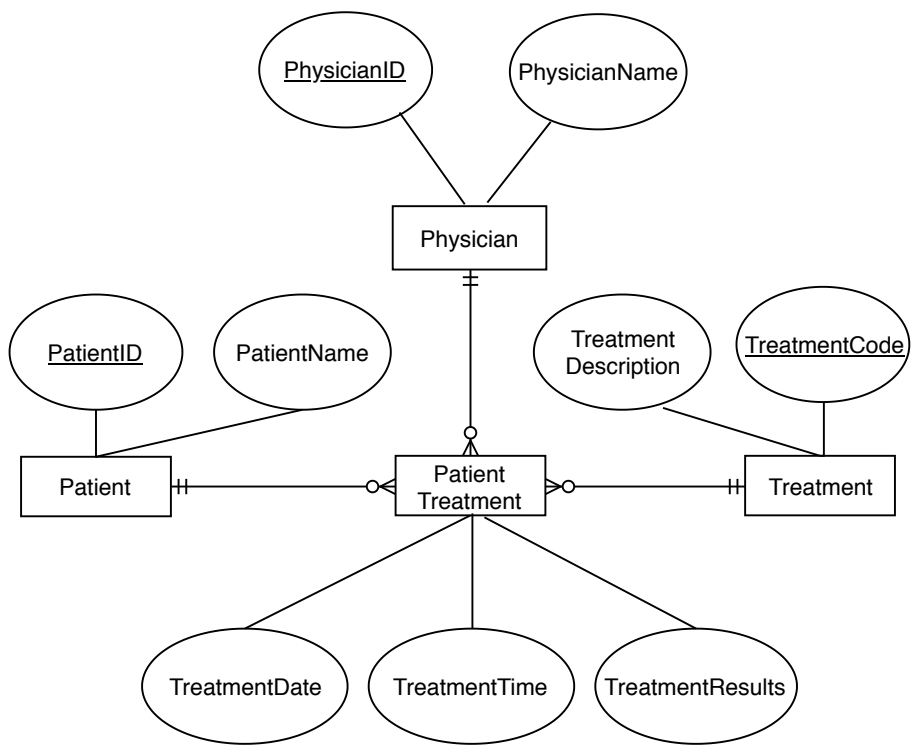 PhysicianID
PhysicianName
Physician
PatientID
PatientName
Treatment
Description
TreatmentCode
Patient
Patient
Treatment
Treatment
TreatmentDate
TreatmentTime
TreatmentResults